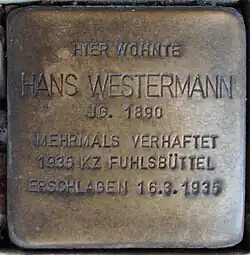 HIER WOHNTE
HANS WESTERMANN
JG. 1890
MEHRMALS VERHAFTET
1935 KZ FUHLSBÜTTEL
ERSCHLAGEN 16.3.1935